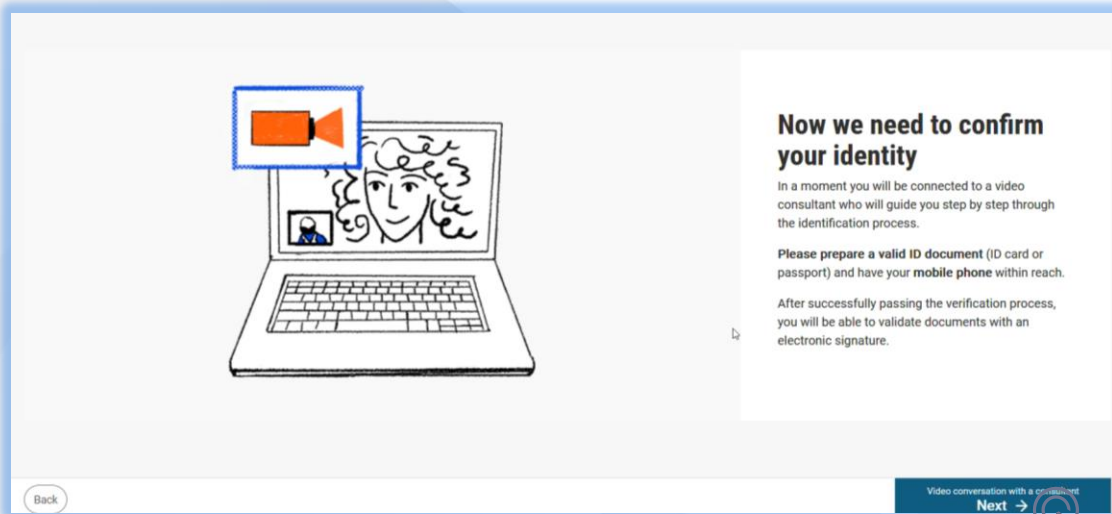 Now we need to confirm
your identity
In a moment you will be connected to a video
consultant who will guide you step by step through
the identification process.
Please prepare a valid ID document (ID card or
passport) and have your mobile phone within reach.
After successfully passing the verification process,
you will be able to validate documents with an
electronic signature.
Back
Video conversation with a consultant
Next →